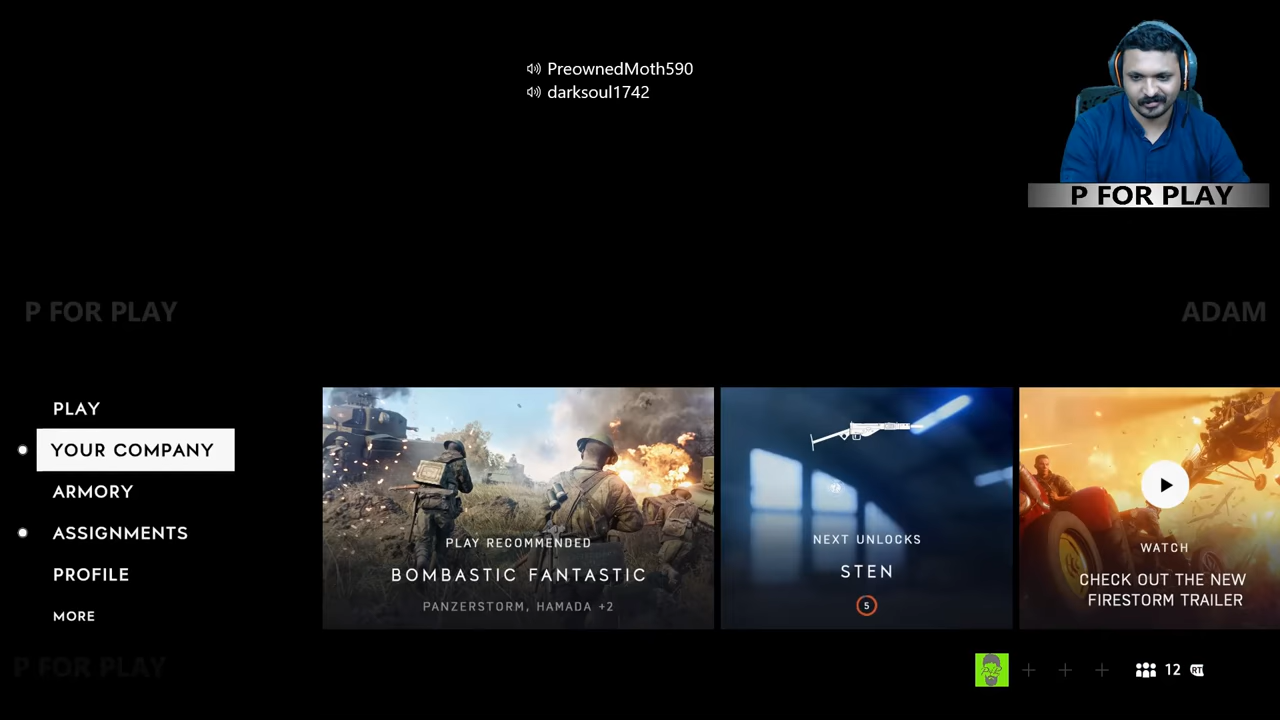 PreownedMoth590
darksoul1742
P FOR PLAY
P FOR PLAY
ADAM
PLAY
YOUR COMPANY
ARMORY
ASSIGNMENTS
PROFILE
MORE
PLAY RECOMMENDED
BOMBASTIC FANTASTIC
PANZERSTORM, HAMADA +2
NEXT UNLOCKS
STEN
5
WATCH
CHECK OUT THE NEW
FIRESTORM TRAILER
P FOR PLAY
12 RT